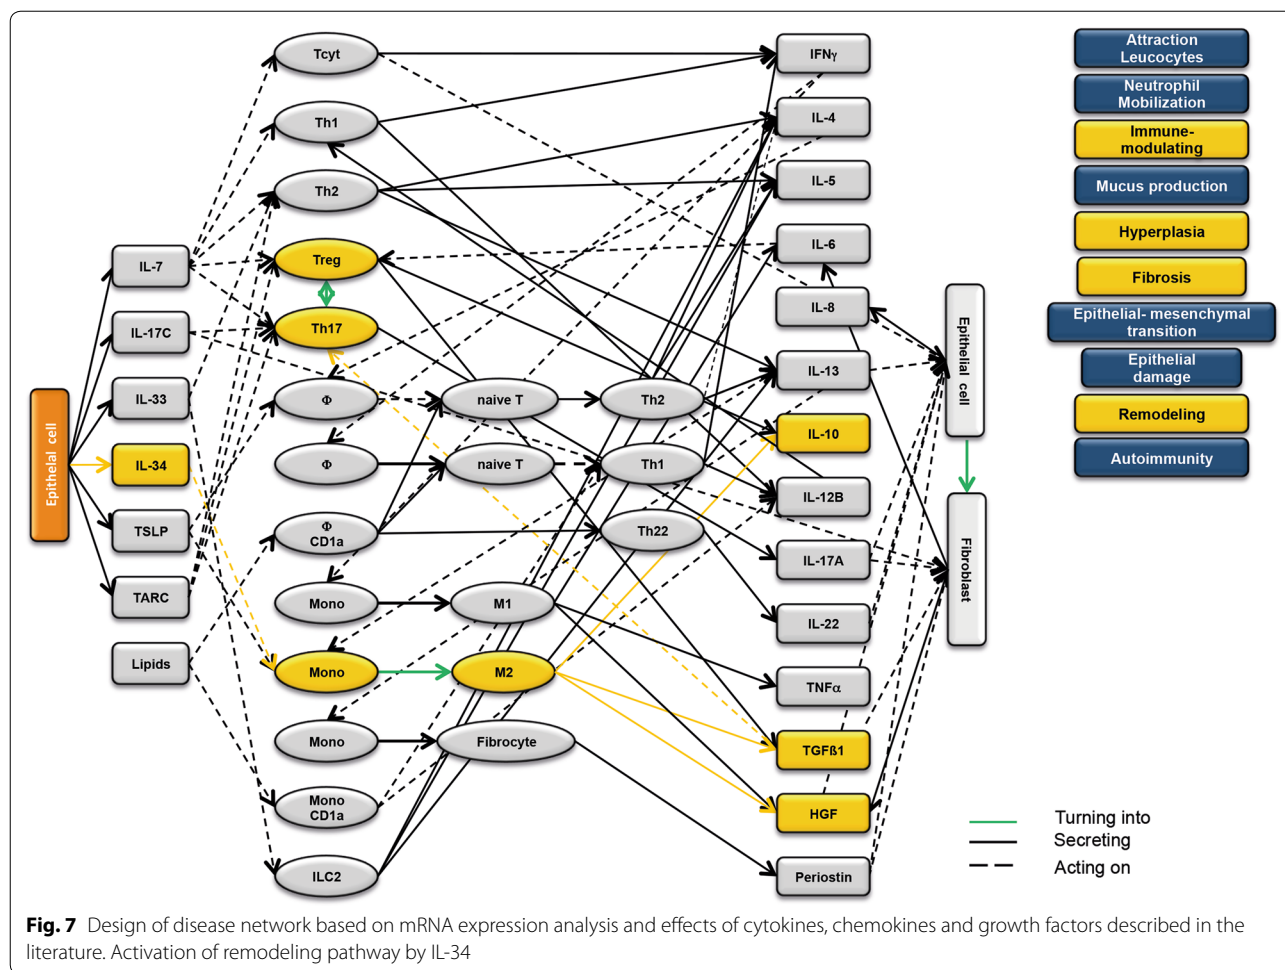 Epithelal cell
IL-7
IL-17C
IL-33
IL-34
TSLP
TARC
Lipids
Tcyt
Th1
Th2
Treg
Th17
Φ
Φ
Φ
CD1a
Mono
Mono
Mono
Mono
CD1a
ILC2
naive T
naive T
M1
M2
Fibrocyte
Th2
Th1
Th22
IFNγ
IL-4
IL-5
IL-6
IL-8
IL-13
IL-10
IL-12B
IL-17A
IL-22
TNFα
TGFß1
HGF
Periostin
Epithelial cell
Fibroblast
Attraction
Leucocytes
Neutrophil
Mobilization
Immune-
modulating
Mucus production
Hyperplasia
Fibrosis
Epithelial- mesenchymal
transition
Epithelial
damage
Remodeling
Autoimmunity
Turning into
Secreting
Acting on
Fig. 7 Design of disease network based on mRNA expression analysis and effects of cytokines, chemokines and growth factors described in the
literature. Activation of remodeling pathway by IL-34